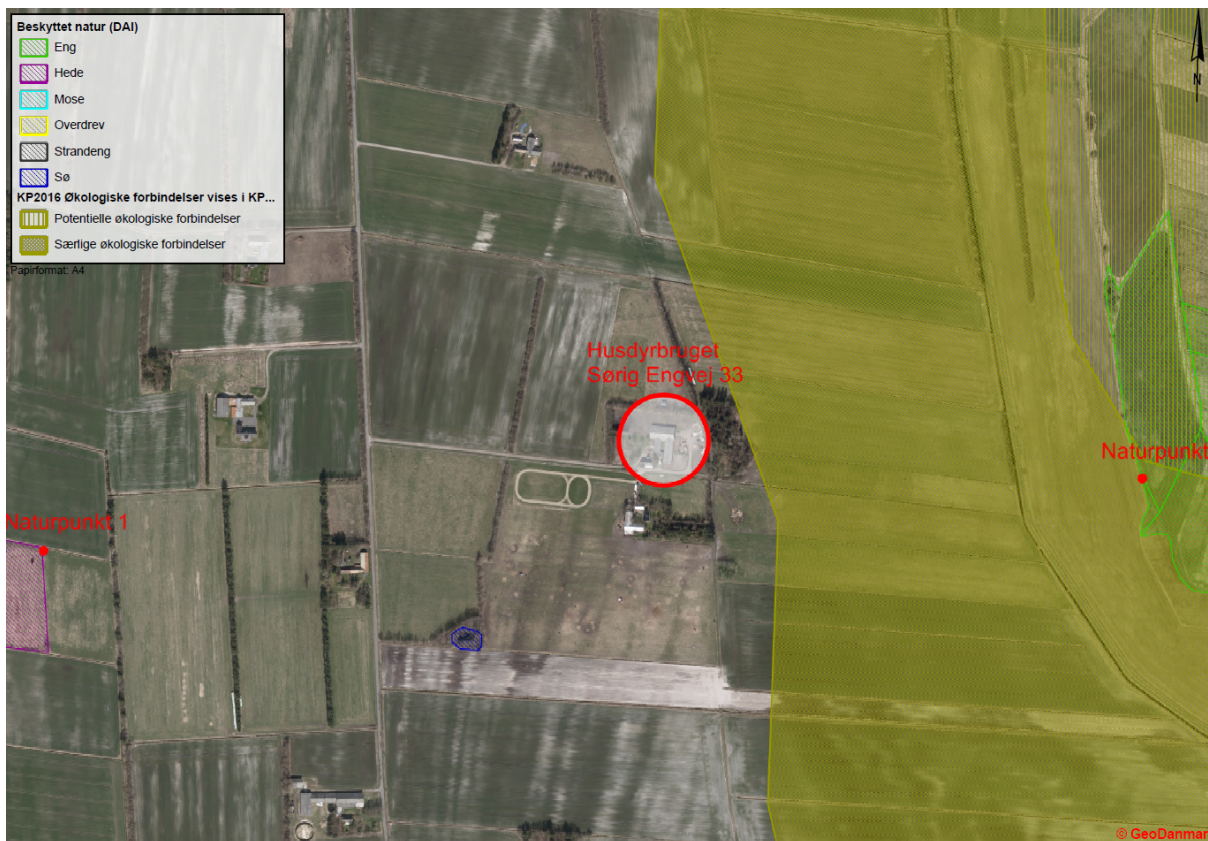 Beskyttet natur (DAI)
Eng
Hede
Mose
Overdrev
Strandeng
Sø
KP2016 Økologiske forbindelser vises i KP...
Potentielle økologiske forbindelser
Særlige økologiske forbindelser
Papirformat: A4
N
Husdyrbruget
Sørig Engvej 33
Naturpunkt
Naturpunkt 1
© GeoDanmar